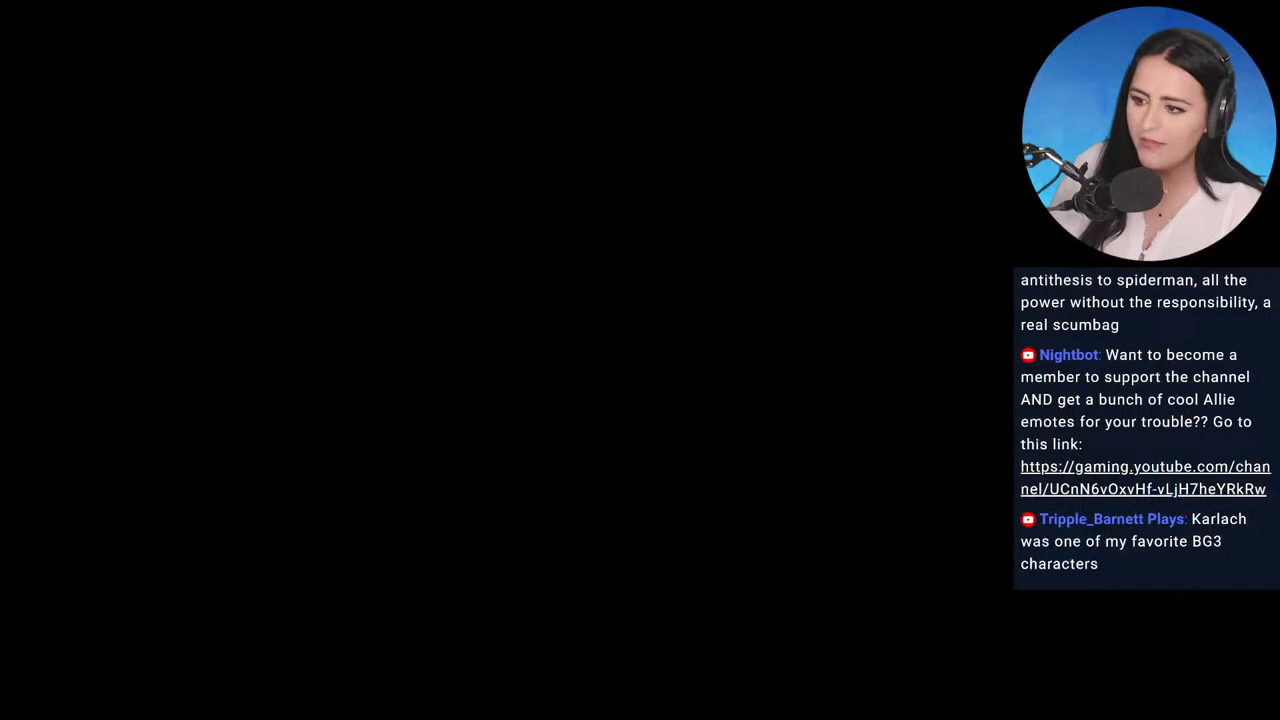 antithesis to spiderman, all the
power without the responsibility, a
real scumbag
Nightbot: Want to become a
member to support the channel
AND get a bunch of cool Allie
emotes for your trouble?? Go to
this link:
https://gaming.youtube.com/chan
nel/UCnN6vOxvHf-vLjH7heYRkRw
Tripple_Barnett Plays: Karlach
was one of my favorite BG3
characters